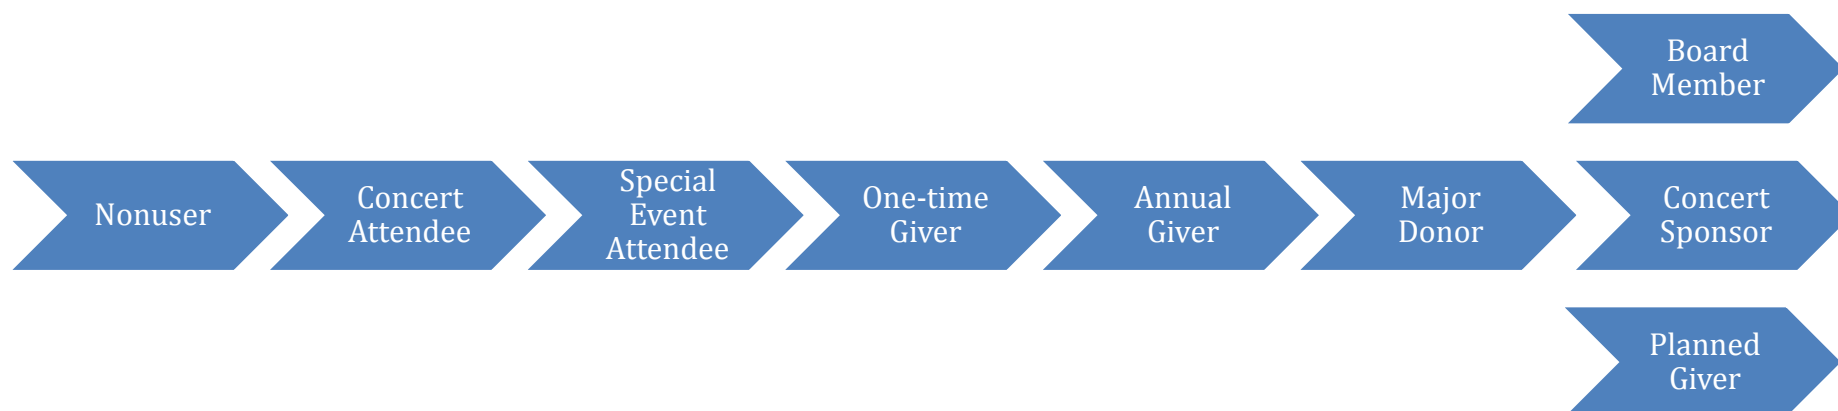 Board
Member
Nonuser
Concert
Attendee
Special
Event
Attendee
One-time
Giver
Annual
Giver
Major
Donor
Concert
Sponsor
Planned
Giver